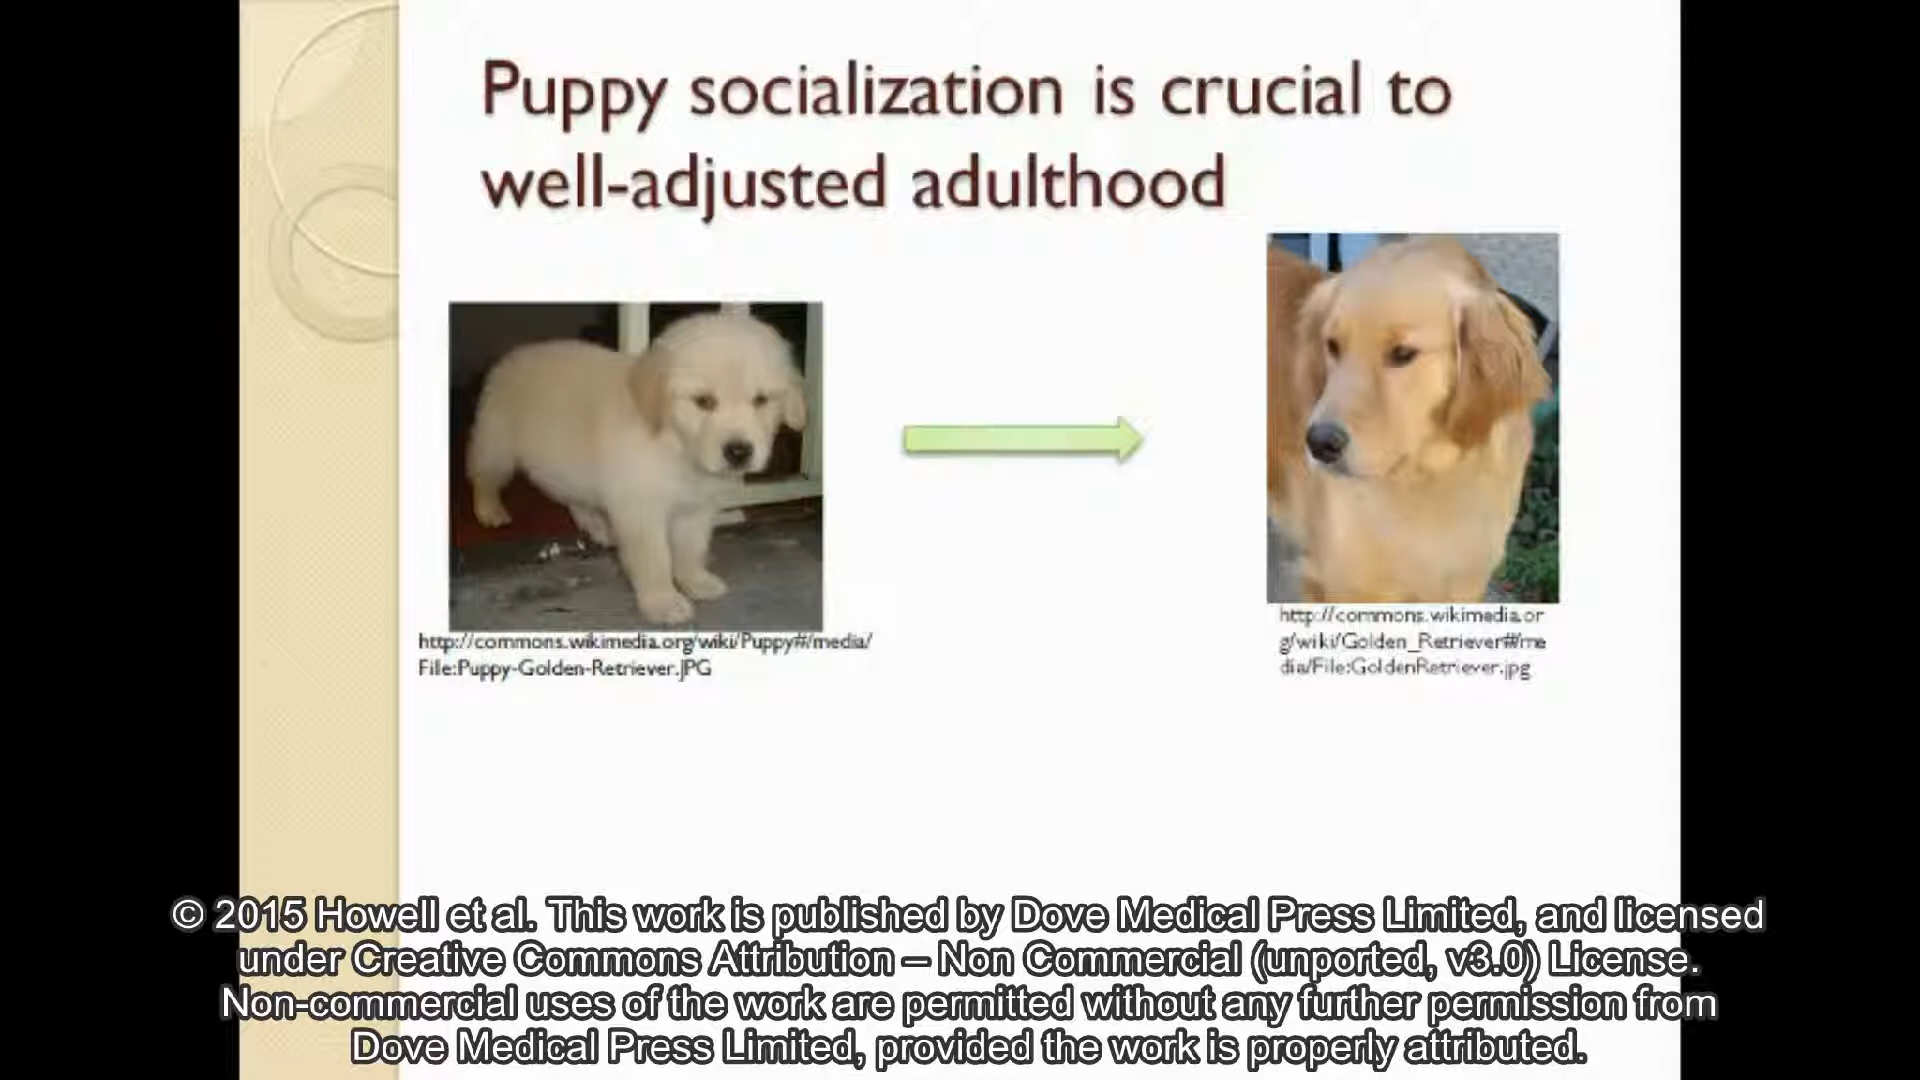 Puppy socialization is crucial to
well-adjusted adulthood
http://commons.wikimedia.org/wiki/Puppy#/media/
File:Puppy-Golden-Retriever.JPG
http://commons.wikimedia.or
g/wiki/Golden_Retriever#/me
dia/File:GoldenRetriever.jpg
© 2015 Howell et al. This work is published by Dove Medical Press Limited, and licensed
under Creative Commons Attribution – Non Commercial (unported, v3.0) License.
Non-commercial uses of the work are permitted without any further permission from
Dove Medical Press Limited, provided the work is properly attributed.